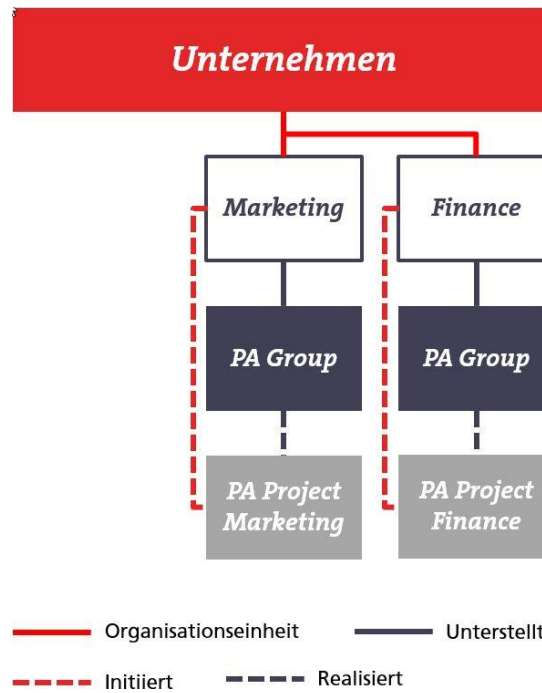 Unternehmen
Marketing
Finance
PA Group
PA Group
PA Project
Marketing
PA Project
Finance
Organisationseinheit
Unterstellt
Initiiert
Realisiert